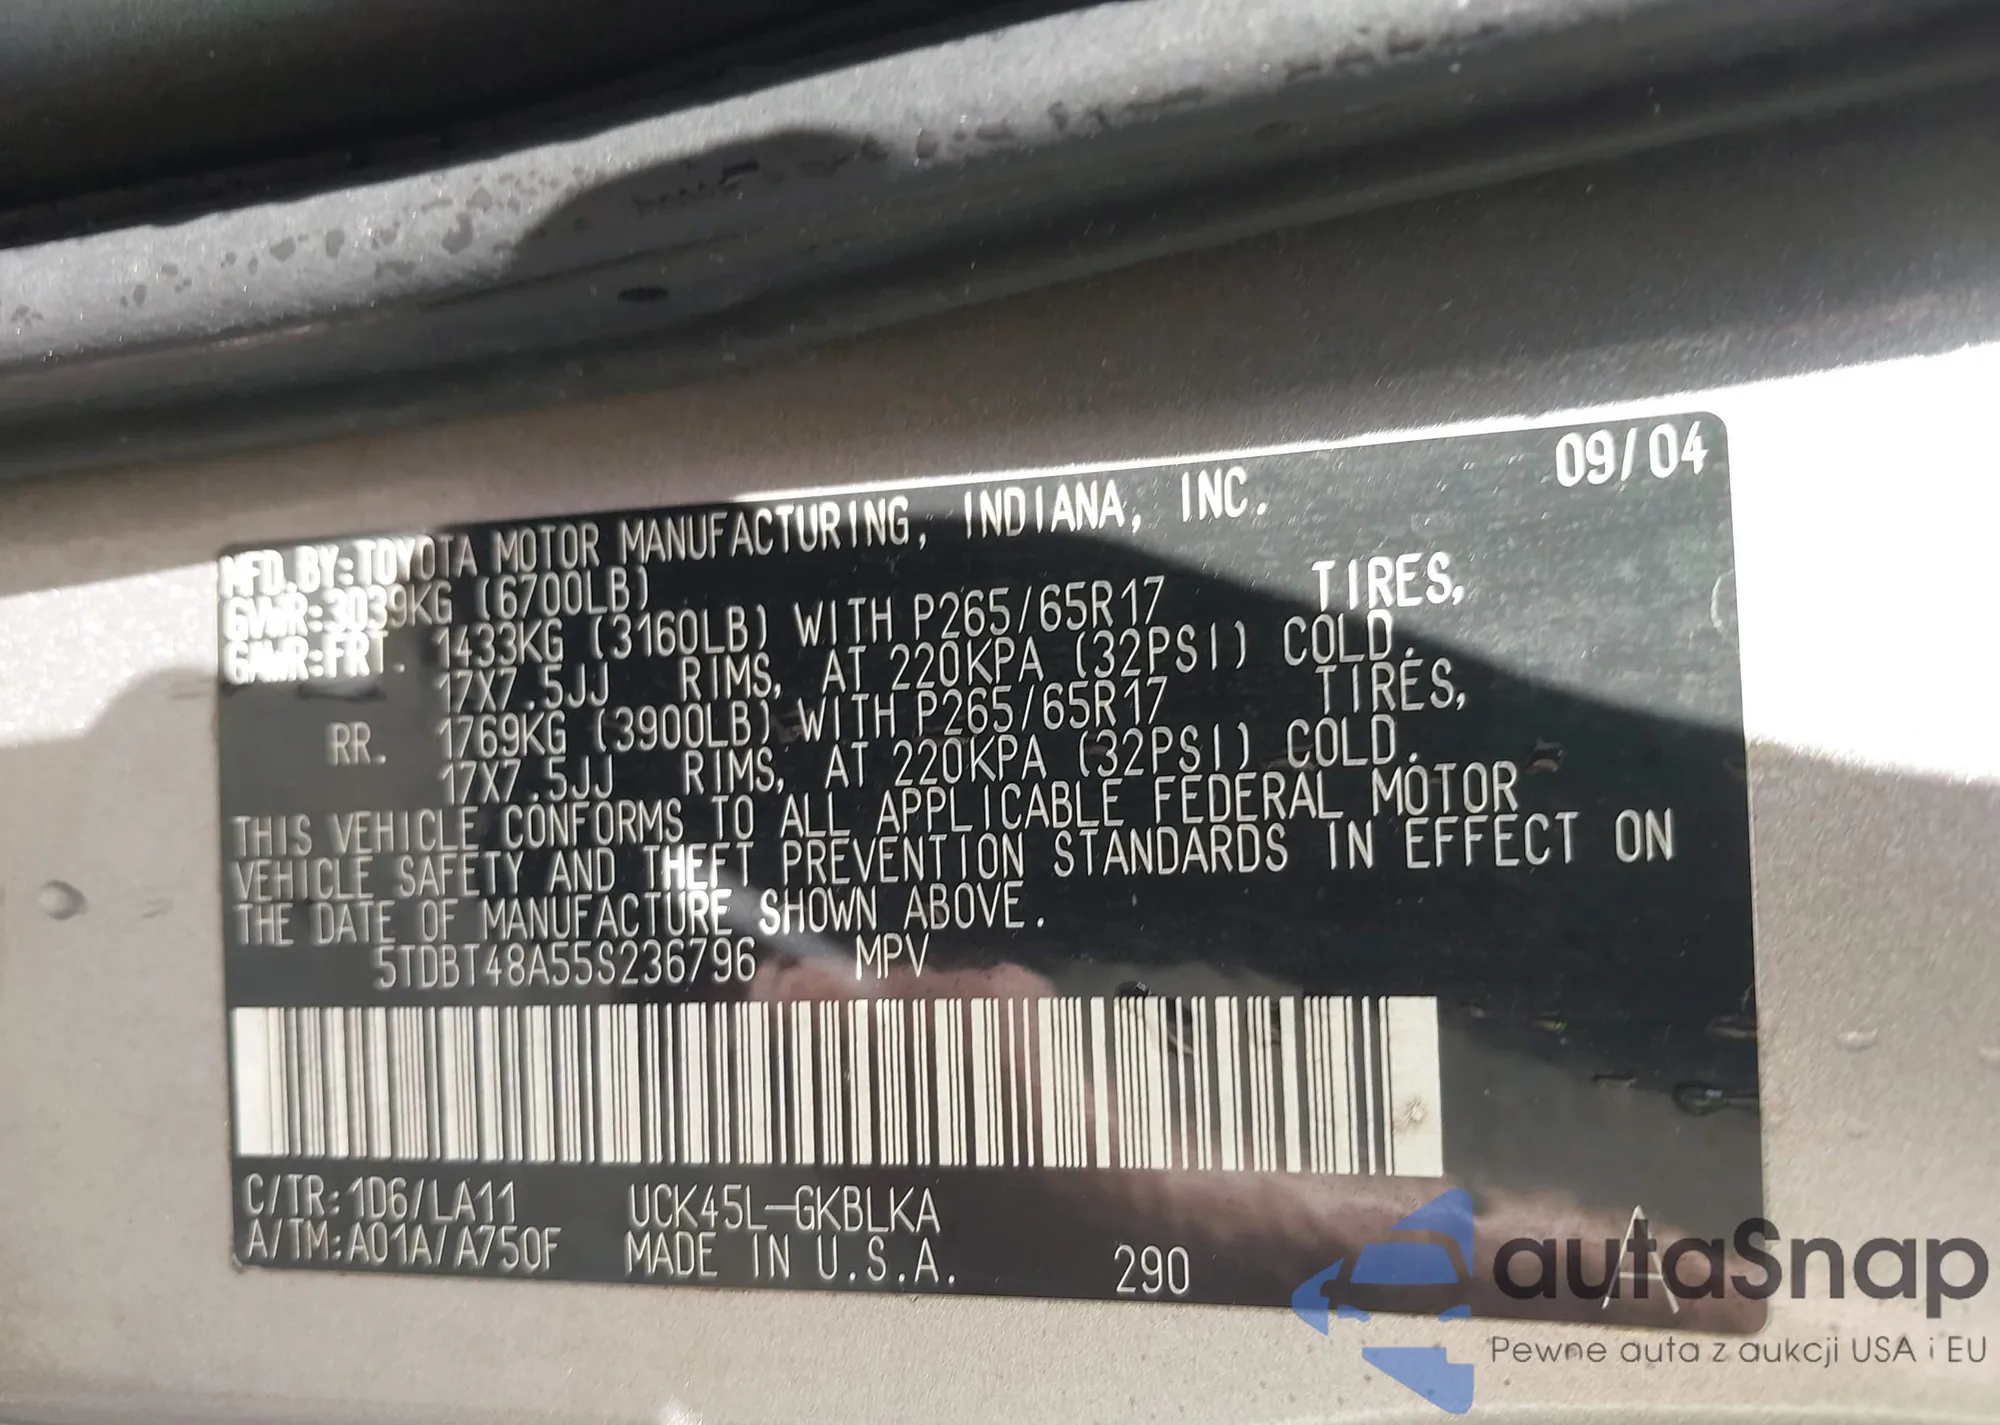 09/04
MFD.BY:TOYOTA MOTOR MANUFACTURING, INDIANA, INC.
GVWR:3039KG (6700LB)
GAWR:FRT. 1433KG (3160LB) WITH P265/65R17 TIRES,
17X7.5JJ RIMS, AT 220KPA (32PSI) COLD.
RR. 1769KG (3900LB) WITH P265/65R17 TIRES,
17X7.5JJ RIMS, AT 220KPA (32PSI) COLD.
THIS VEHICLE CONFORMS TO ALL APPLICABLE FEDERAL MOTOR
VEHICLE SAFETY AND THEFT PREVENTION STANDARDS IN EFFECT ON
THE DATE OF MANUFACTURE SHOWN ABOVE.
5TDBT48A55S236796 MPV
C/TR:1D6/LA11 UCK45L-GKBLKA
A/TM:A01A/A750F MADE IN U.S.A. 290 A
autaSnap
Pewne auta z aukcji USA i EU